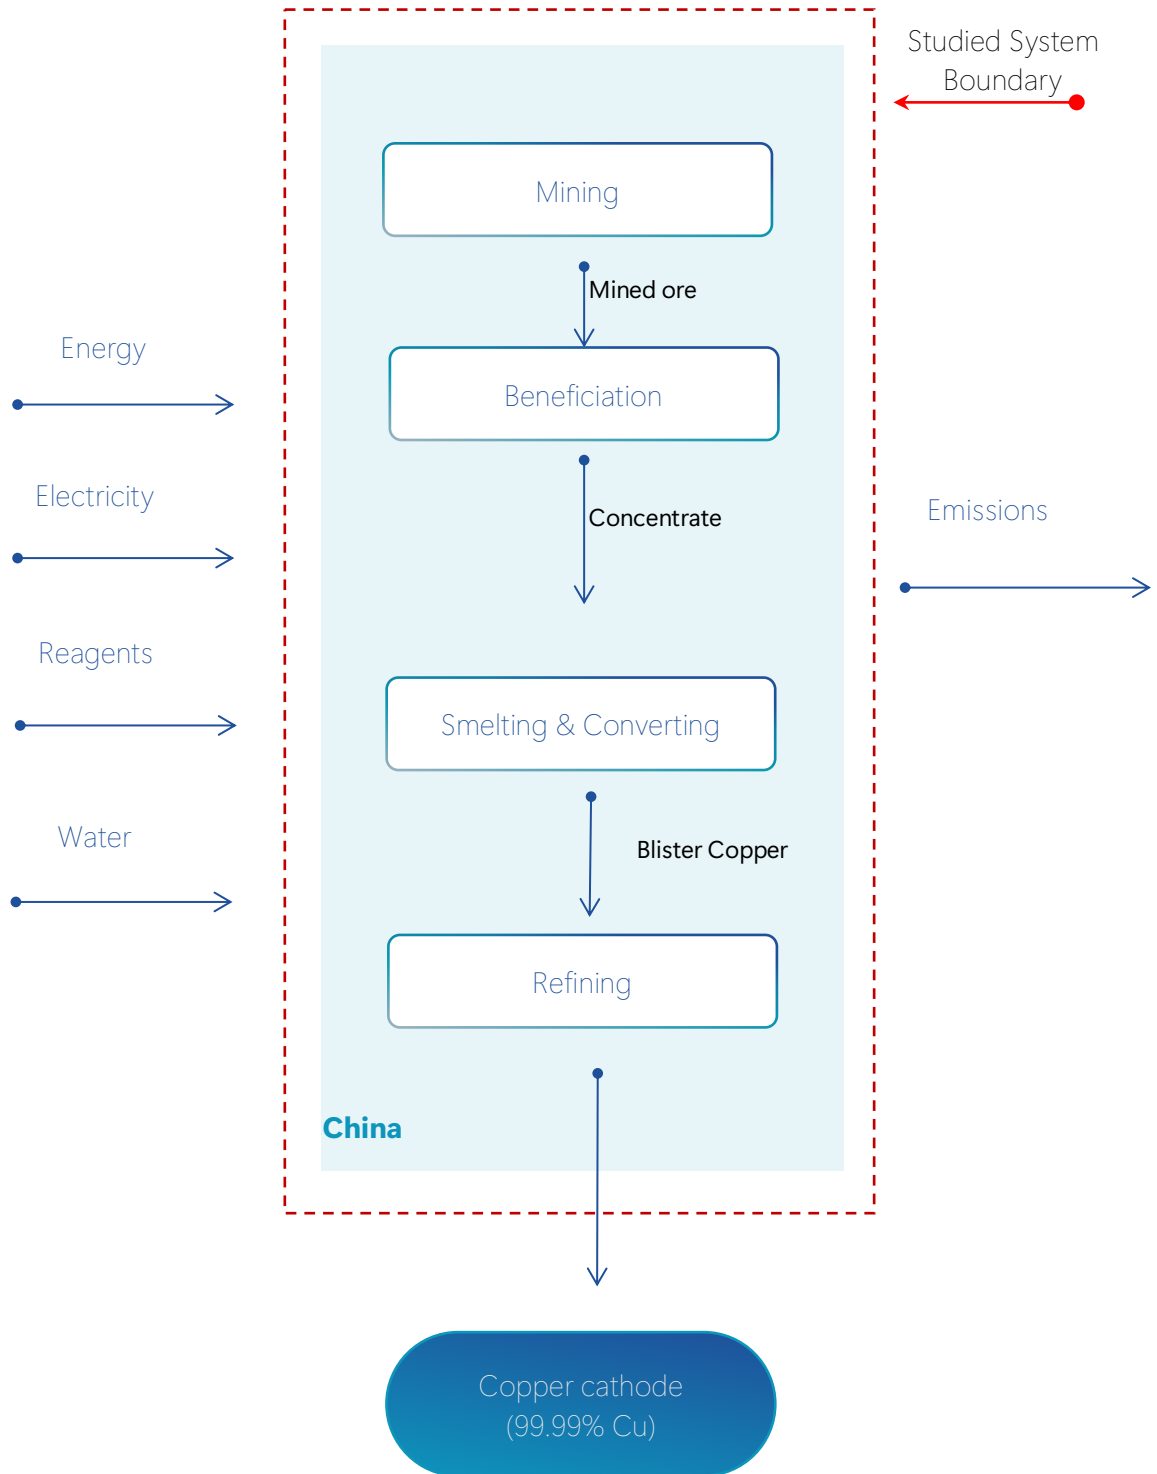 Studied System
Boundary
Mining
Mined ore
Energy
Beneficiation
Electricity
Concentrate
Emissions
Reagents
Smelting & Converting
Water
Blister Copper
Refining
China
Copper cathode
(99.99% Cu)